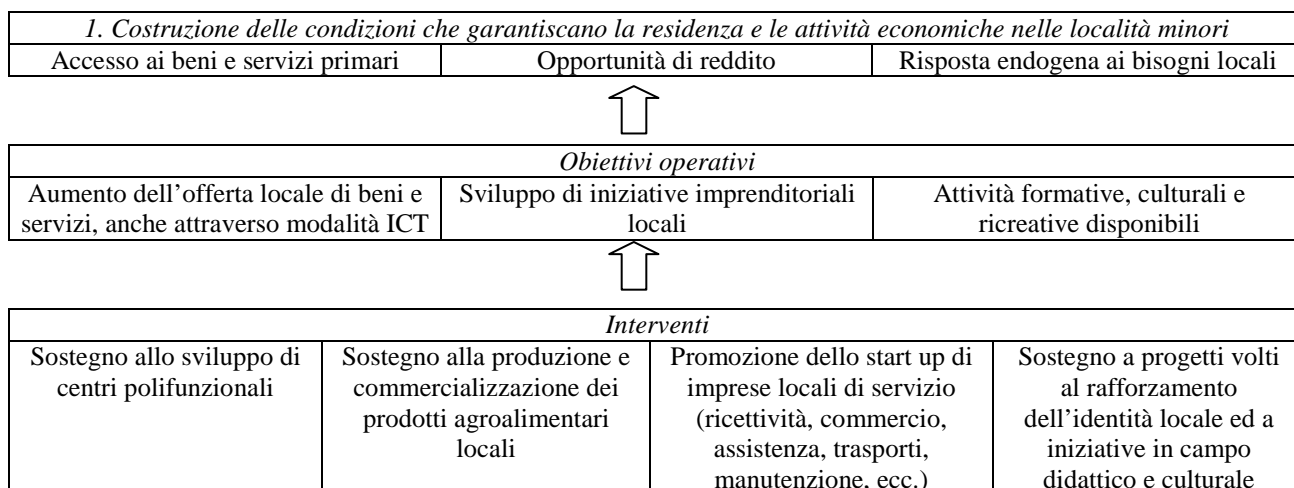 1. Costruzione delle condizioni che garantiscano la residenza e le attività economiche nelle località minori
Accesso ai beni e servizi primari
Opportunità di reddito
Risposta endogena ai bisogni locali
Obiettivi operativi
Aumento dell’offerta locale di beni e
servizi, anche attraverso modalità ICT
Sviluppo di iniziative imprenditoriali
locali
Attività formative, culturali e
ricreative disponibili
Interventi
Sostegno allo sviluppo di
centri polifunzionali
Sostegno alla produzione e
commercializzazione dei
prodotti agroalimentari
locali
Promozione dello start up di
imprese locali di servizio
(ricettività, commercio,
assistenza, trasporti,
manutenzione, ecc.)
Sostegno a progetti volti
al rafforzamento
dell’identità locale ed a
iniziative in campo
didattico e culturale